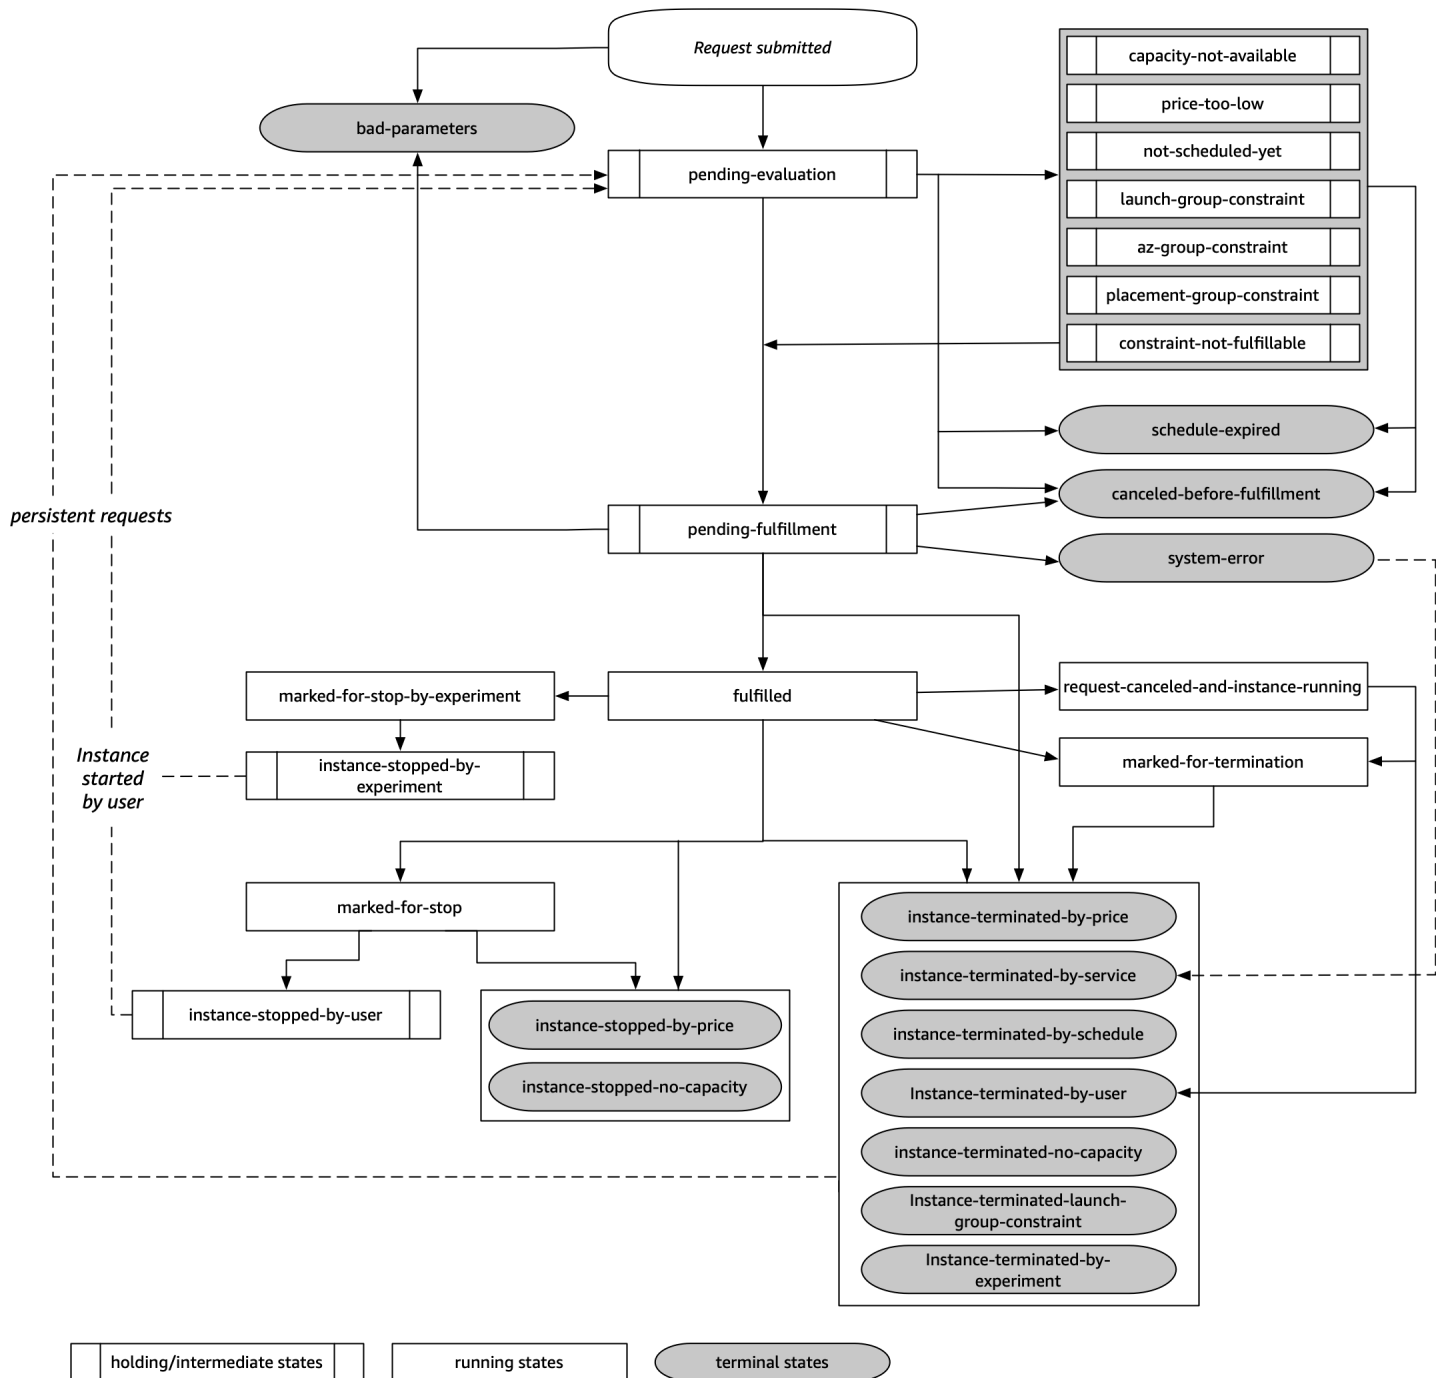 Request submitted
capacity-not-available
price-too-low
bad-parameters
not-scheduled-yet
pending-evaluation
launch-group-constraint
az-group-constraint
placement-group-constraint
constraint-not-fulfillable
schedule-expired
canceled-before-fulfillment
persistent requests
pending-fulfillment
system-error
marked-for-stop-by-experiment
fulfilled
request-canceled-and-instance-running
Instance
started
by user
instance-stopped-by-
experiment
marked-for-termination
marked-for-stop
instance-terminated-by-price
instance-terminated-by-service
instance-stopped-by-user
instance-stopped-by-price
instance-terminated-by-schedule
instance-stopped-no-capacity
Instance-terminated-by-user
instance-terminated-no-capacity
Instance-terminated-launch-
group-constraint
Instance-terminated-by-
experiment
holding/intermediate states
running states
terminal states